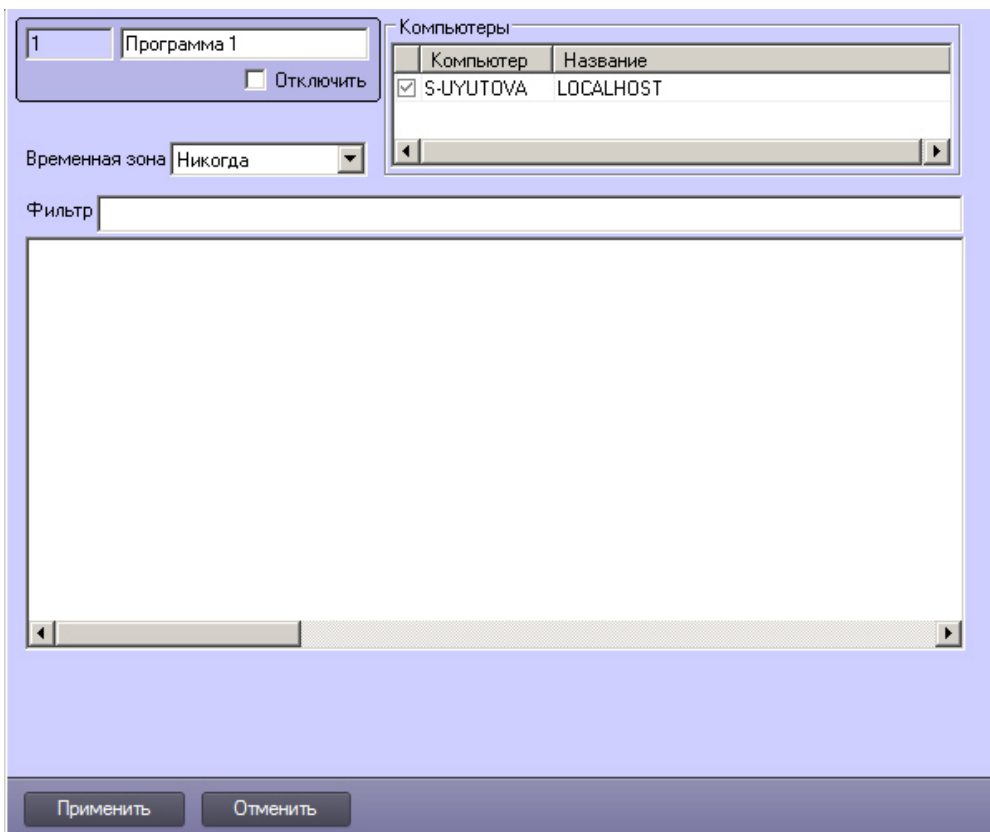 1
Программа 1
Отключить
Временная зона Никогда
Компьютеры
Компьютер Название
S-UYUTOVA LOCALHOST
Фильтр
Применить Отменить